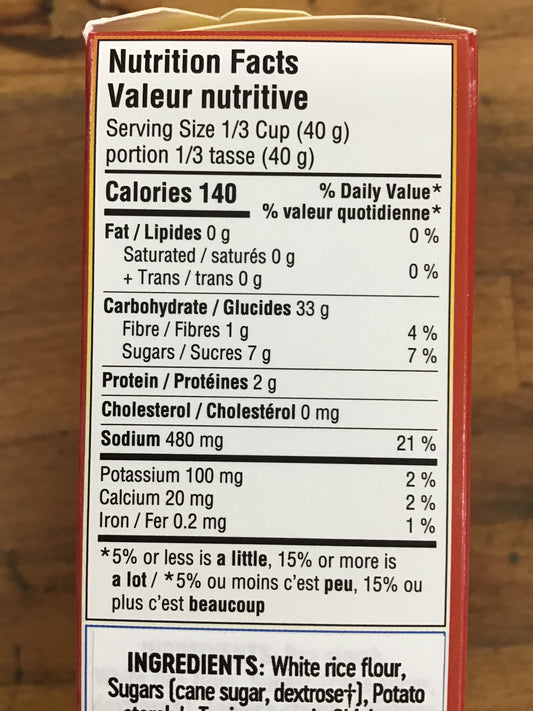 Nutrition Facts
Valeur nutritive
Serving Size 1/3 Cup (40 g)
portion 1/3 tasse (40 g)
Calories 140
% Daily Value*
% valeur quotidienne*
Fat / Lipides 0 g 0 %
Saturated / saturés 0 g
+ Trans / trans 0 g 0 %
Carbohydrate / Glucides 33 g
Fibre / Fibres 1 g 4 %
Sugars / Sucres 7 g 7 %
Protein / Protéines 2 g
Cholesterol / Cholestérol 0 mg
Sodium 480 mg 21 %
Potassium 100 mg 2 %
Calcium 20 mg 2 %
Iron / Fer 0.2 mg 1 %
*5% or less is a little, 15% or more is
a lot / *5% ou moins c'est peu, 15% ou
plus c'est beaucoup
INGREDIENTS: White rice flour,
Sugars (cane sugar, dextrose†), Potato